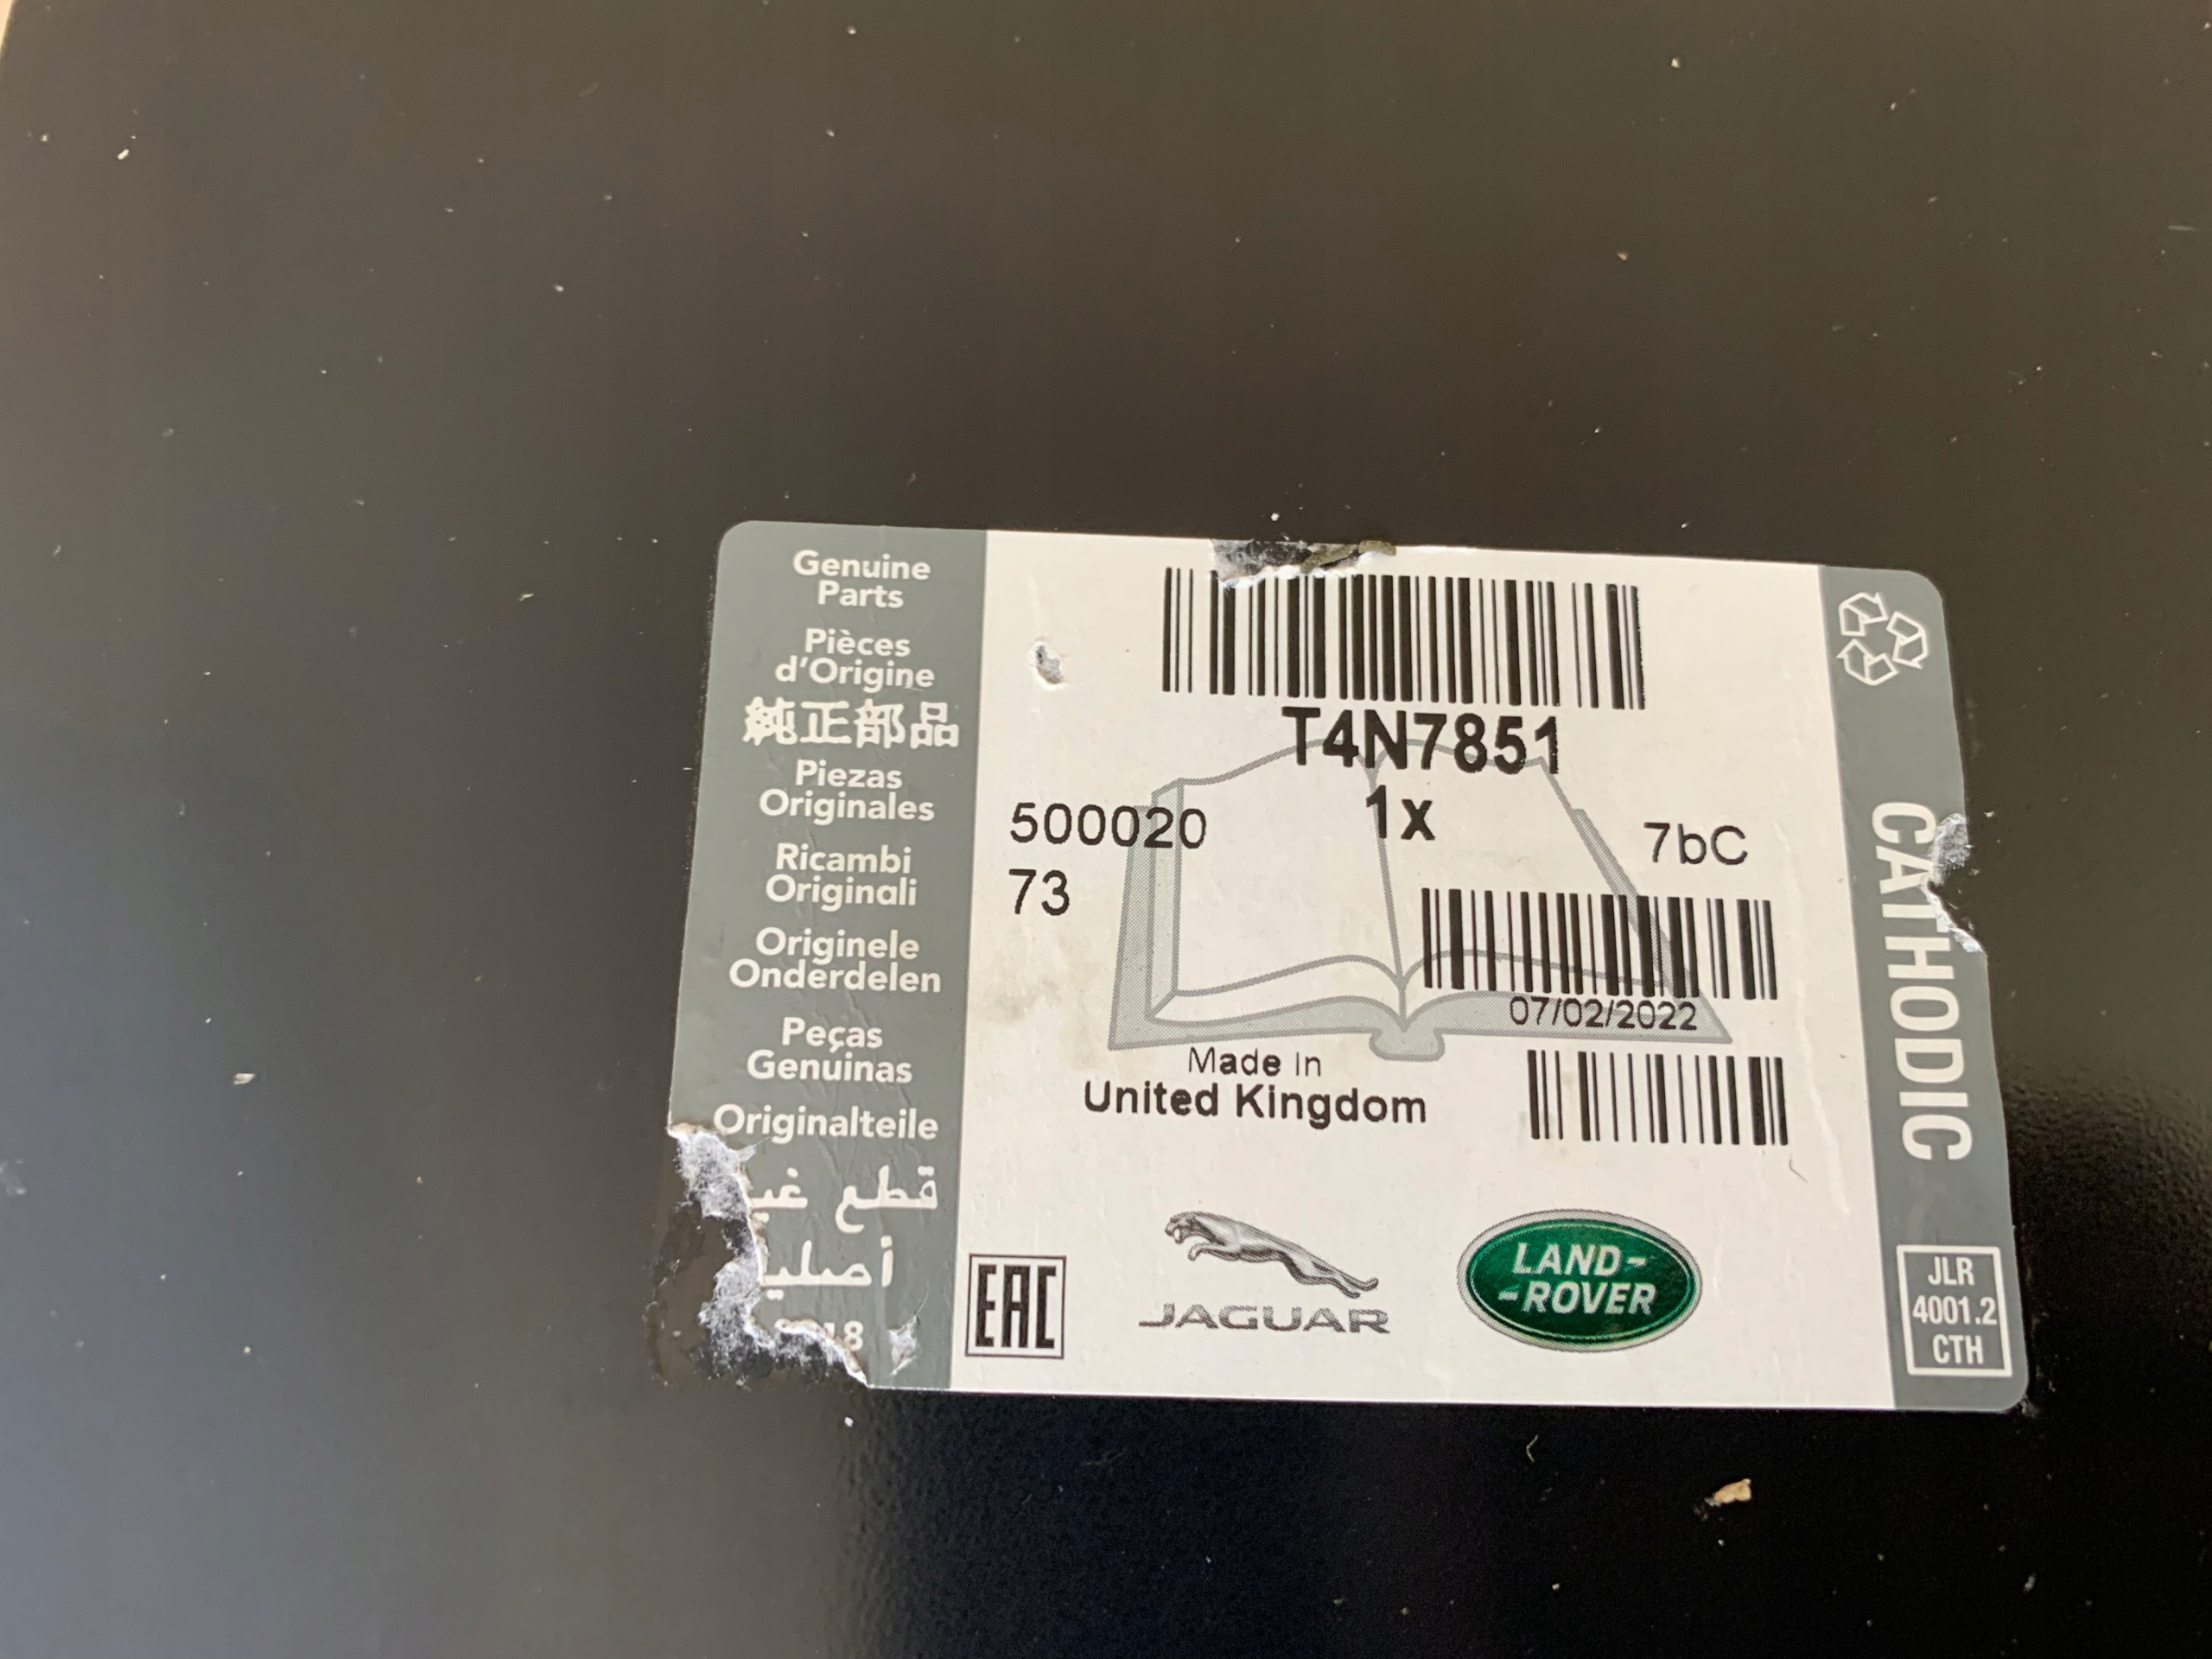 Genuine
Parts
Pièces
d'Origine
純正部品
Piezas
Originales
Ricambi
Originali
Originele
Onderdelen
Peças
Genuinas
Originalteile
قطع
T4N7851
1x
500020
73
7bC
07/02/2022
Made In
United Kingdom
EAC
JAGUAR
LAND-
-ROVER
CATHODIC
JLR
4001.2
CTH